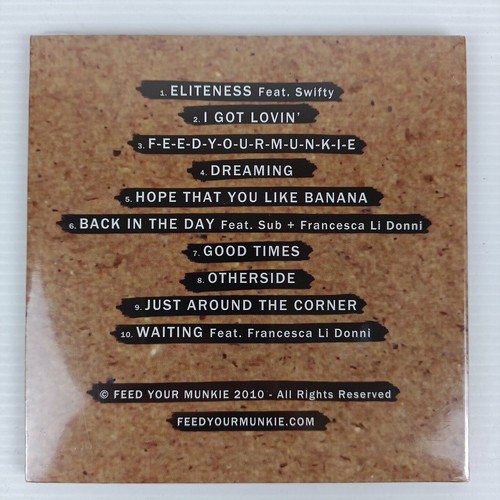 1. ELITENESS Feat. Swifty
2. I GOT LOVIN'
3. F-E-E-D-Y-O-U-R-M-U-N-K-I-E
4. DREAMING
5. HOPE THAT YOU LIKE BANANA
6. BACK IN THE DAY Feat. Sub + Francesca Li Donni
7. GOOD TIMES
8. OTHERSIDE
9. JUST AROUND THE CORNER
10. WAITING Feat. Francesca Li Donni
© FEED YOUR MUNKIE 2010 - All Rights Reserved
FEEDYOURMUNKIE.COM